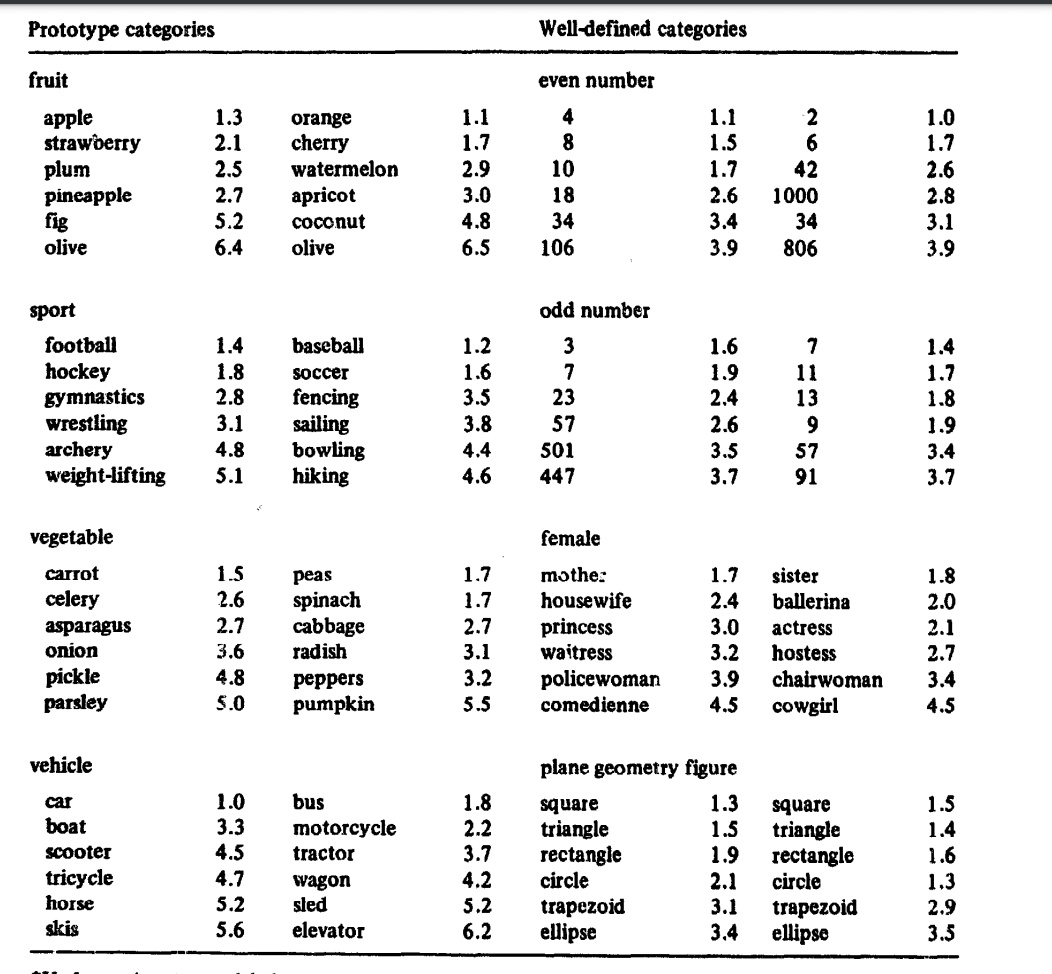 Prototype categories Well-defined categories
fruit even number
apple 1.3 orange 1.1 4 1.1 2 1.0
strawberry 2.1 cherry 1.7 8 1.5 6 1.7
plum 2.5 watermelon 2.9 10 1.7 42 2.6
pineapple 2.7 apricot 3.0 18 2.6 1000 2.8
fig 5.2 coconut 4.8 34 3.4 34 3.1
olive 6.4 olive 6.5 106 3.9 806 3.9
sport odd number
football 1.4 baseball 1.2 3 1.6 7 1.4
hockey 1.8 soccer 1.6 7 1.9 11 1.7
gymnastics 2.8 fencing 3.5 23 2.4 13 1.8
wrestling 3.1 sailing 3.8 57 2.6 9 1.9
archery 4.8 bowling 4.4 501 3.5 57 3.4
weight-lifting 5.1 hiking 4.6 447 3.7 91 3.7
vegetable female
carrot 1.5 peas 1.7 mother 1.7 sister 1.8
celery 2.6 spinach 1.7 housewife 2.4 ballerina 2.0
asparagus 2.7 cabbage 2.7 princess 3.0 actress 2.1
onion 3.6 radish 3.1 waitress 3.2 hostess 2.7
pickle 4.8 peppers 3.2 policewoman 3.9 chairwoman 3.4
parsley 5.0 pumpkin 5.5 comedienne 4.5 cowgirl 4.5
vehicle plane geometry figure
car 1.0 bus 1.8 square 1.3 square 1.5
boat 3.3 motorcycle 2.2 triangle 1.5 triangle 1.4
scooter 4.5 tractor 3.7 rectangle 1.9 rectangle 1.6
tricycle 4.7 wagon 4.2 circle 2.1 circle 1.3
horse 5.2 sled 5.2 trapezoid 3.1 trapezoid 2.9
skis 5.6 elevator 6.2 ellipse 3.4 ellipse 3.5